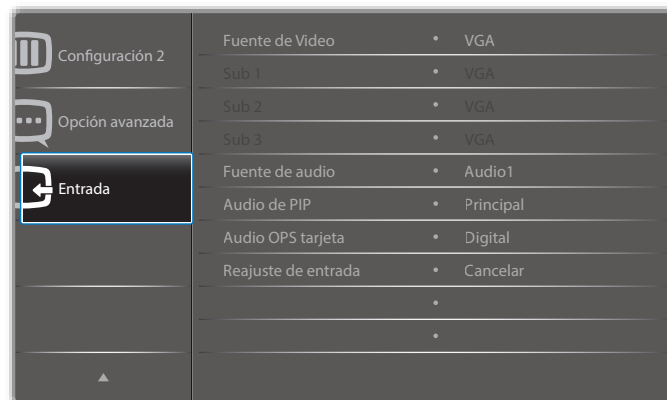 Configuración 2
Opción avanzada
Entrada
Fuente de Video • VGA
Sub 1 • VGA
Sub 2 • VGA
Sub 3 • VGA
Fuente de audio • Audio1
Audio de PIP • Principal
Audio OPS tarjeta • Digital
Reajuste de entrada • Cancelar
•
•